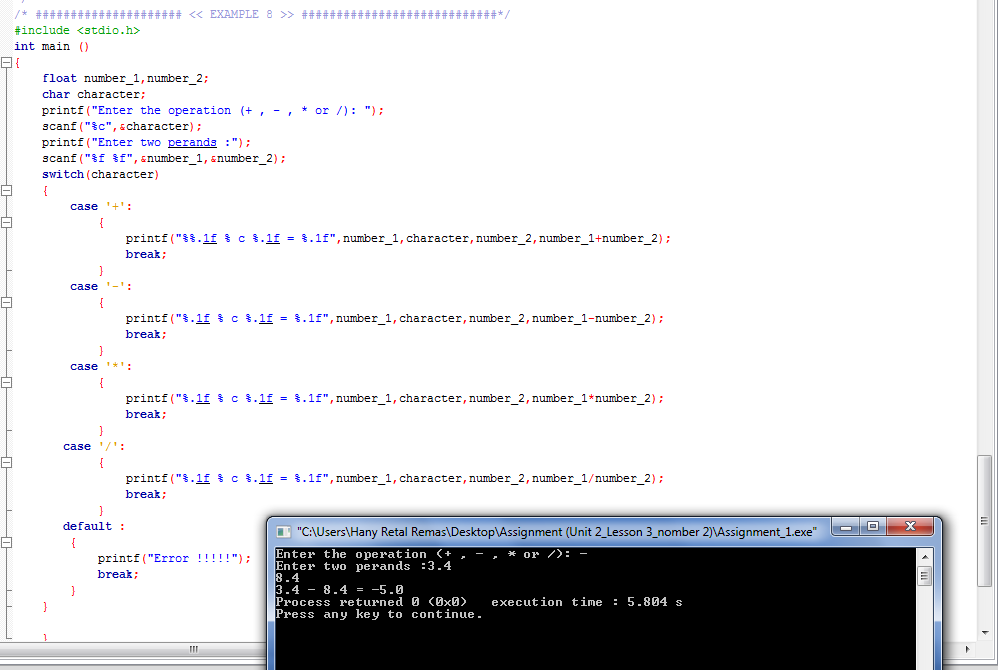 /* ##################### << EXAMPLE 8 >> ############################*/
#include <stdio.h>
int main ()
{
float number_1,number_2;
char character;
printf("Enter the operation (+ , - , * or /): ");
scanf("%c",&character);
printf("Enter two perands :");
scanf("%f %f",&number_1,&number_2);
switch(character)
{
case '+':
{
printf("%%.1f % c %.1f = %.1f",number_1,character,number_2,number_1+number_2);
break;
}
case '-':
{
printf("%.1f % c %.1f = %.1f",number_1,character,number_2,number_1-number_2);
break;
}
case '*':
{
printf("%.1f % c %.1f = %.1f",number_1,character,number_2,number_1*number_2);
break;
}
case '/':
{
printf("%.1f % c %.1f = %.1f",number_1,character,number_2,number_1/number_2);
break;
}
default :
{
printf("Error !!!!!");
break;
}
}
}
"C:\Users\Hany Retal Remas\Desktop\Assignment (Unit 2_Lesson 3_nomber 2)\Assignment_1.exe"
Enter the operation (+ , - , * or /): -
Enter two perands :3.4
8.4
3.4 - 8.4 = -5.0
Process returned 0 (0x0)   execution time : 5.804 s
Press any key to continue.